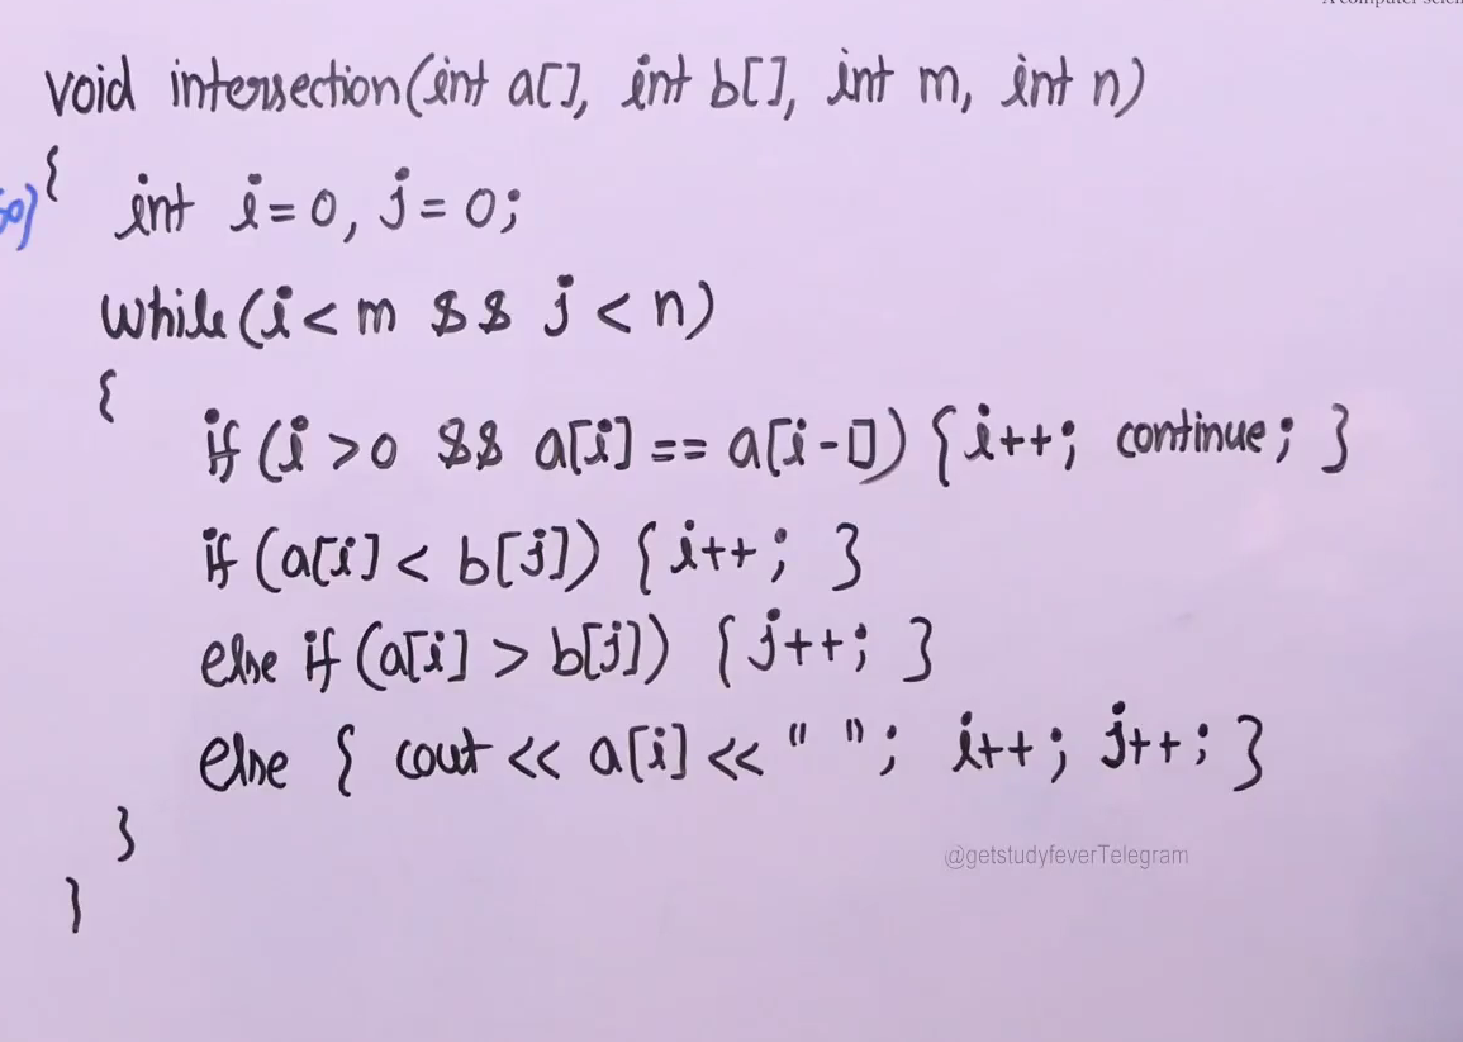 void intersection(int a[], int b[], int m, int n)
{
int i=0, j=0;
while(i<m && j<n)
{
if(i>0 && a[i]==a[i-1]) {i++; continue;}
if(a[i]<b[j]) {i++; }
else if(a[i]>b[j]) {j++; }
else { cout << a[i] << " "; i++; j++; }
}
}
@getstudyfeverTelegram